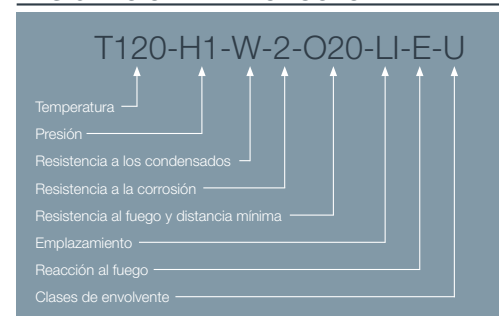 T120-H1-W-2-O20-LI-E-U
Temperatura
Presión
Resistencia a los condensados
Resistencia a la corrosión
Resistencia al fuego y distancia mínima
Emplazamiento
Reacción al fuego
Clases de envolvente